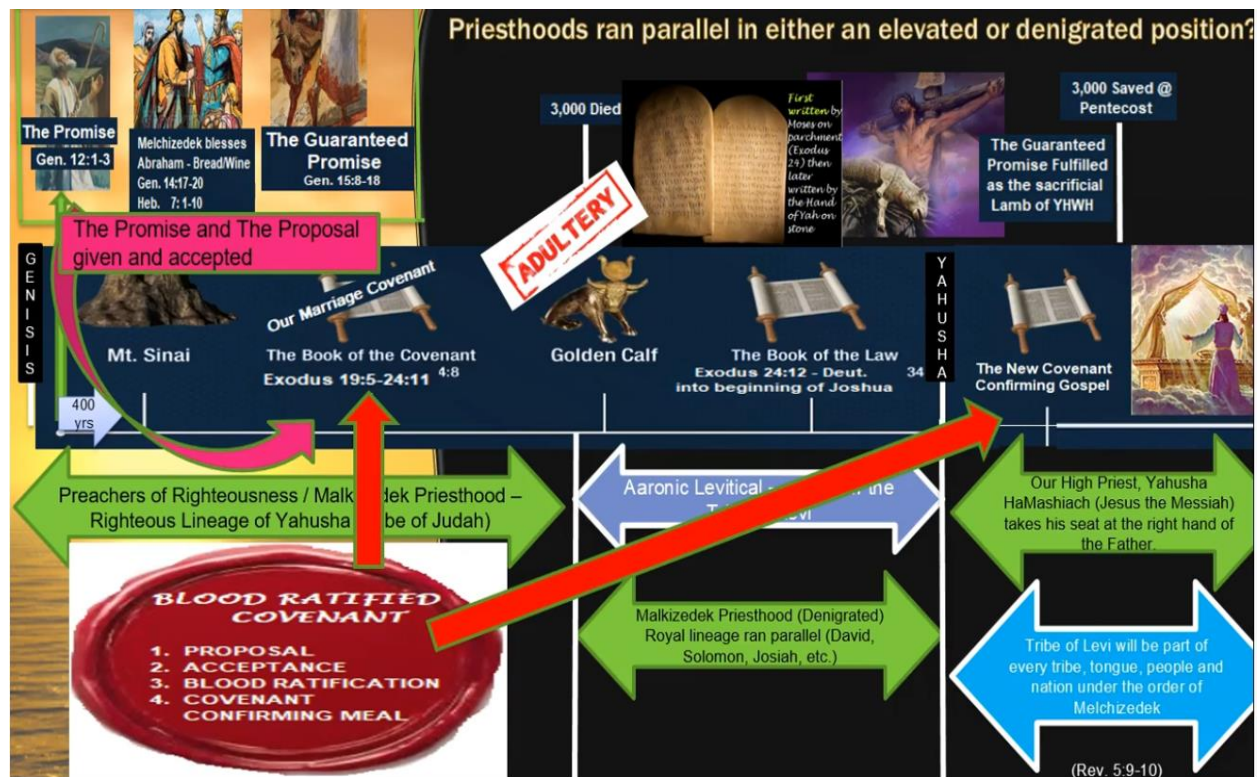 Priesthoods ran parallel in either an elevated or denigrated position?
The Promise
Gen. 12:1-3
Melchizedek blesses
Abraham - Bread/Wine
Gen. 14:17-20
Heb. 7: 1-10
The Guaranteed
Promise
Gen. 15:8-18
3,000 Died
First
written by
Moses on
parchment
(Exodus
24) then
later
written by
the Hand
of Yah on
stone
The Guaranteed
Promise Fulfilled
as the sacrificial
Lamb of YHWH
3,000 Saved @
Pentecost
The Promise and The Proposal
given and accepted
ADULTERY
GENISIS
Mt. Sinai
Our Marriage Covenant
The Book of the Covenant
Exodus 19:5-24:11 4:8
Golden Calf
The Book of the Law
Exodus 24:12 - Deut. 34
into beginning of Joshua
YAHUSHA
The New Covenant
Confirming Gospel
400
yrs
Preachers of Righteousness / Malk edek Priesthood –
Righteous Lineage of Yahusha be of Judah)
Aaronic Levitical - the
Our High Priest, Yahusha
HaMashiach (Jesus the Messiah)
takes his seat at the right hand of
the Father.
BLOOD RATIFIED
COVENANT
1. PROPOSAL
2. ACCEPTANCE
3. BLOOD RATIFICATION
4. COVENANT
CONFIRMING MEAL
Malkizedek Priesthood (Denigrated)
Royal lineage ran parallel (David,
Solomon, Josiah, etc.)
Tribe of Levi will be part of
every tribe, tongue, people and
nation under the order of
Melchizedek
(Rev. 5:9-10)